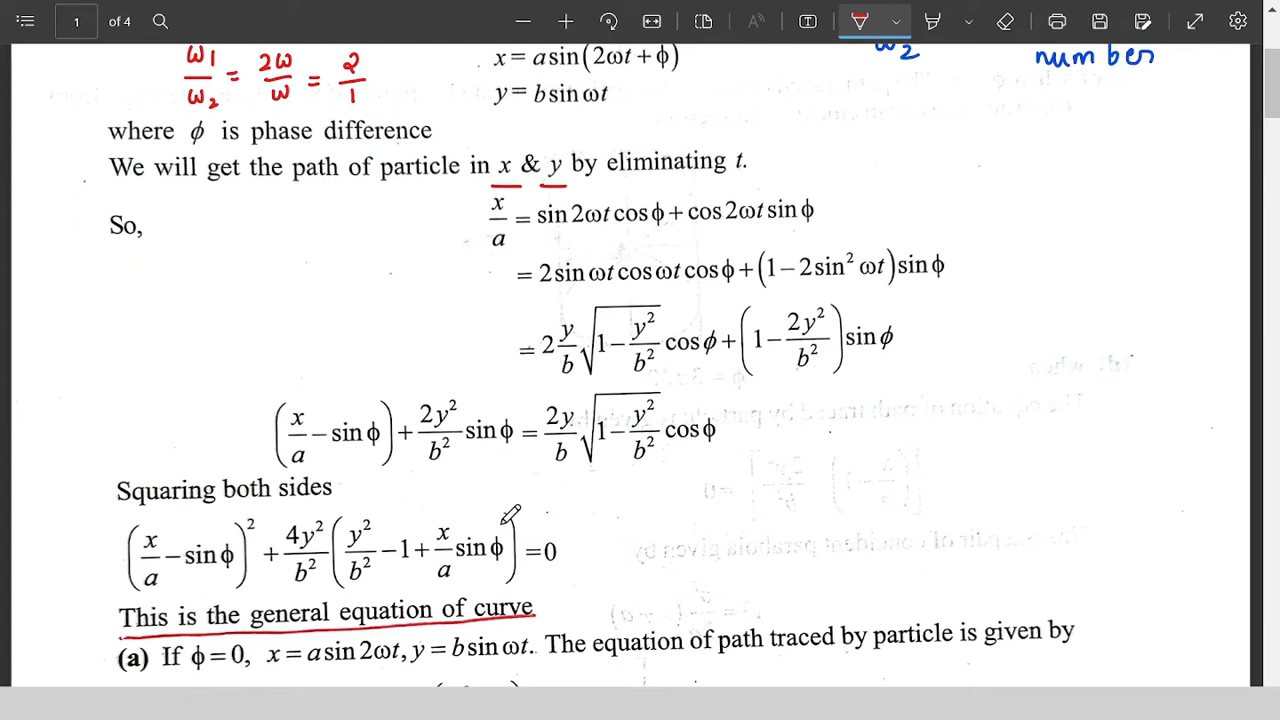 1 of 4
ω1/ω2 = 2ω/ω = 2/1
x = a sin(2ωt + ϕ)
ω2 number
y = b sin ωt
where ϕ is phase difference
We will get the path of particle in x & y by eliminating t.
So,
x/a = sin 2ωt cos ϕ + cos 2ωt sin ϕ
= 2 sin ωt cos ωt cos ϕ + (1 − 2 sin² ωt) sin ϕ
= 2 y/b √(1 − y²/b²) cos ϕ + (1 − 2y²/b²) sin ϕ
(x/a − sin ϕ) + 2y²/b² sin ϕ = 2y/b √(1 − y²/b²) cos ϕ
Squaring both sides
(x/a − sin ϕ)² + 4y²/b² (y²/b² − 1 + x/a sin ϕ) = 0
This is the general equation of curve
(a) If ϕ = 0, x = a sin 2ωt, y = b sin ωt. The equation of path traced by particle is given by